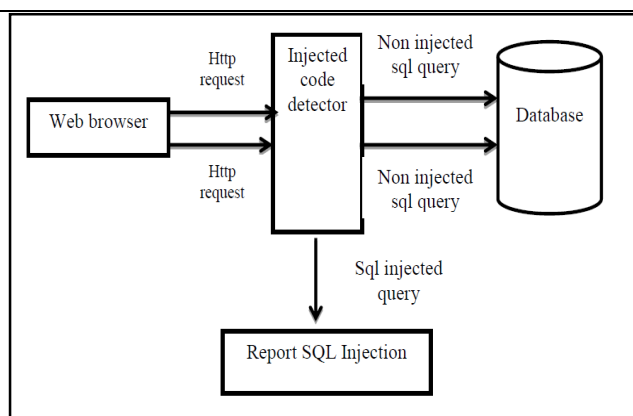 Http
request
Web browser
Http
request
Injected
code
detector
Non injected
sql query
Non injected
sql query
Database
Sql injected
query
Report SQL Injection